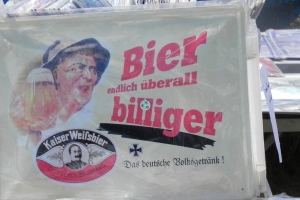 Bier
endlich überall
billiger
Kaiser Weißbier
Das deutsche Volksgetränk !